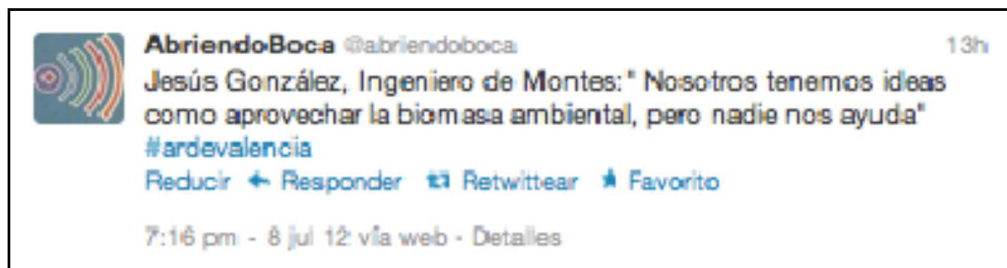 AbriendoBoca @abriendoboca 13h
Jesús González, Ingeniero de Montes:" Nosotros tenemos ideas
como aprovechar la biomasa ambiental, pero nadie nos ayuda"
#ardevalencia
Reducir Responder Retwittear Favorito
7:16 pm - 8 jul 12 vía web - Detalles